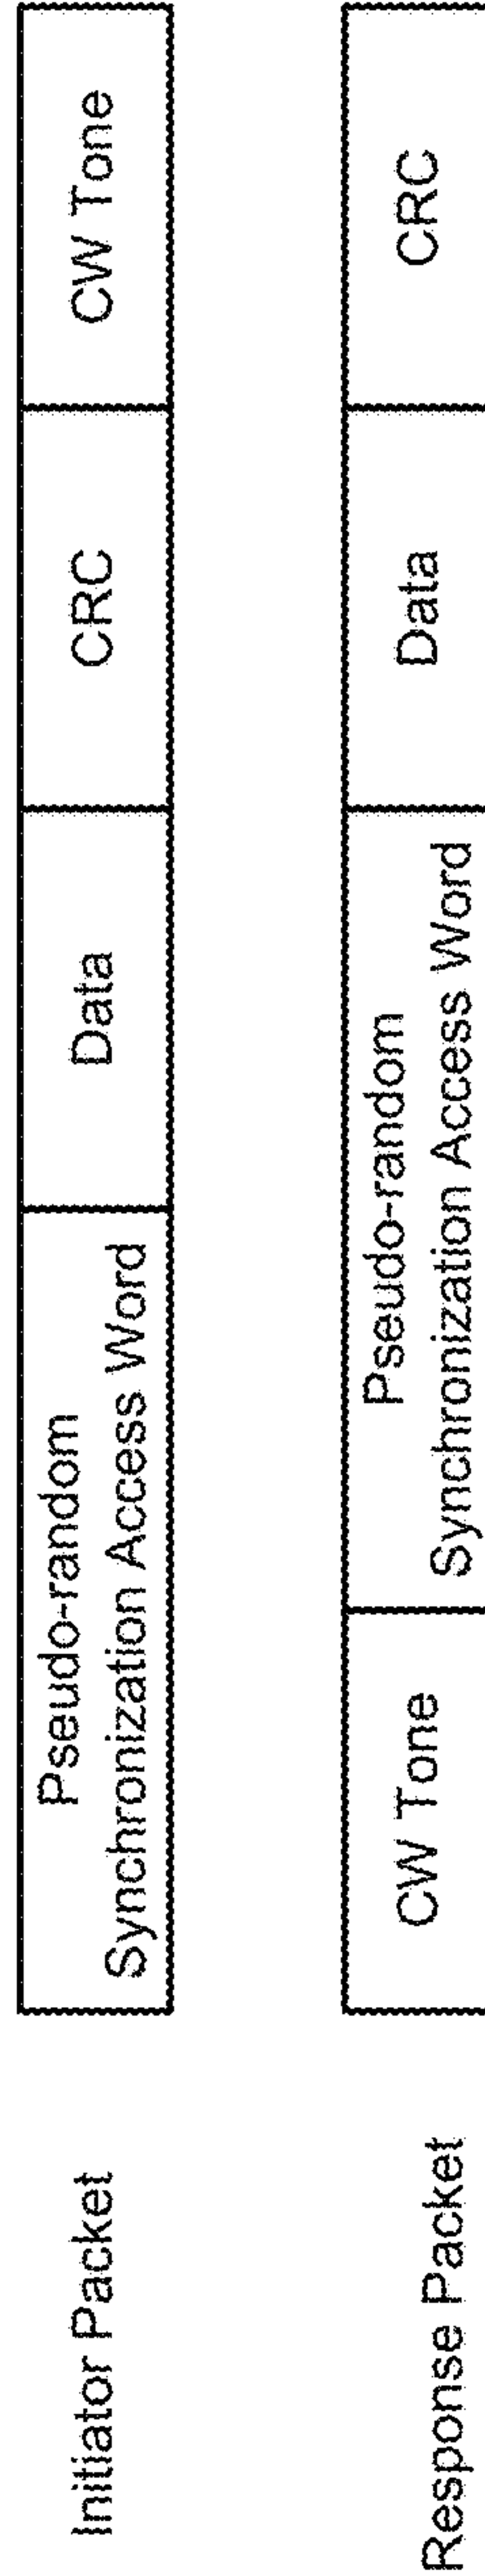 Initiator Packet
Pseudo-random
Synchronization Access Word
Data
CRC
CW Tone
Response Packet
CW Tone
Pseudo-random
Synchronization Access Word
Data
CRC